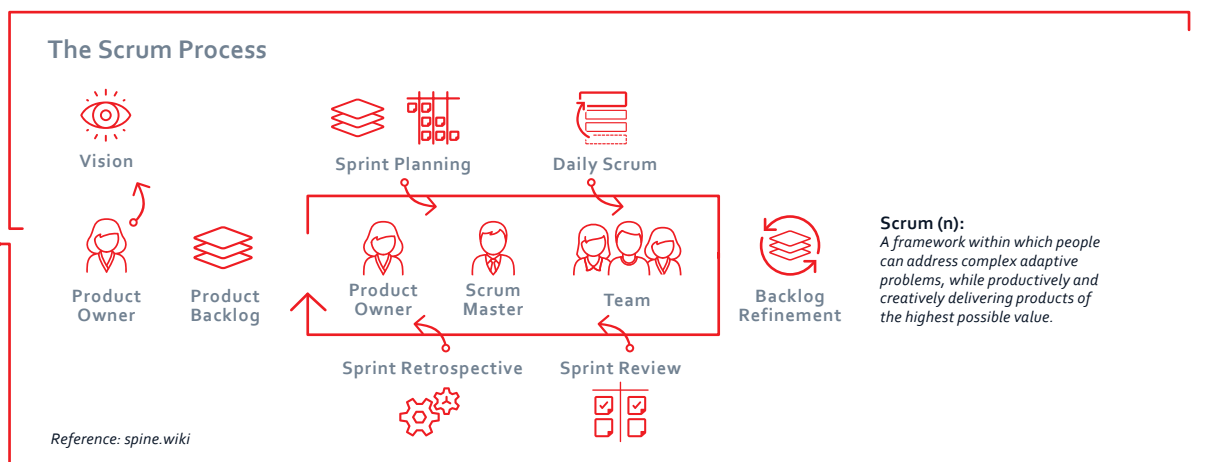 The Scrum Process
Vision
Sprint Planning
Daily Scrum
Product
Owner
Product
Backlog
Product
Owner
Scrum
Master
Team
Backlog
Refinement
Scrum (n):
A framework within which people
can address complex adaptive
problems, while productively and
creatively delivering products of
the highest possible value.
Sprint Retrospective
Sprint Review
Reference: spine.wiki